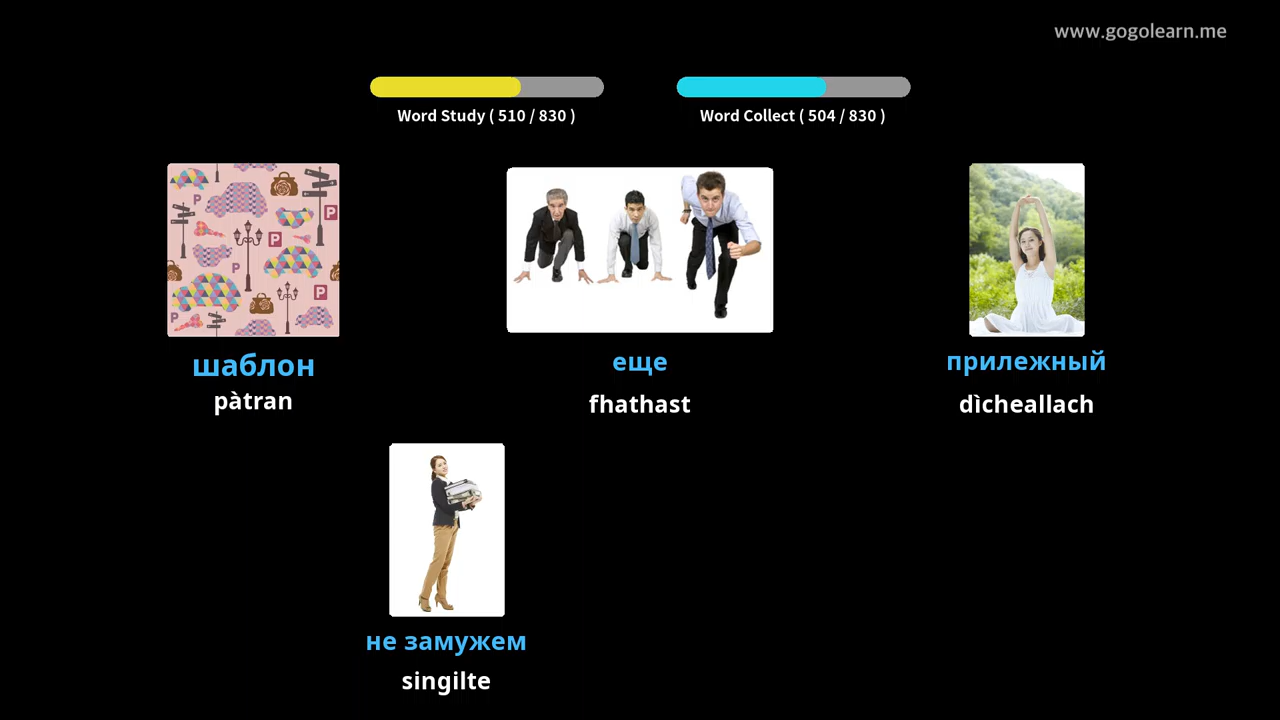 www.gogolearn.me
Word Study ( 510 / 830 )
Word Collect ( 504 / 830 )
P
P
P
P
P
P
шаблон
pàtran
еще
fhathast
прилежный
dìcheallach
не замужем
singilte